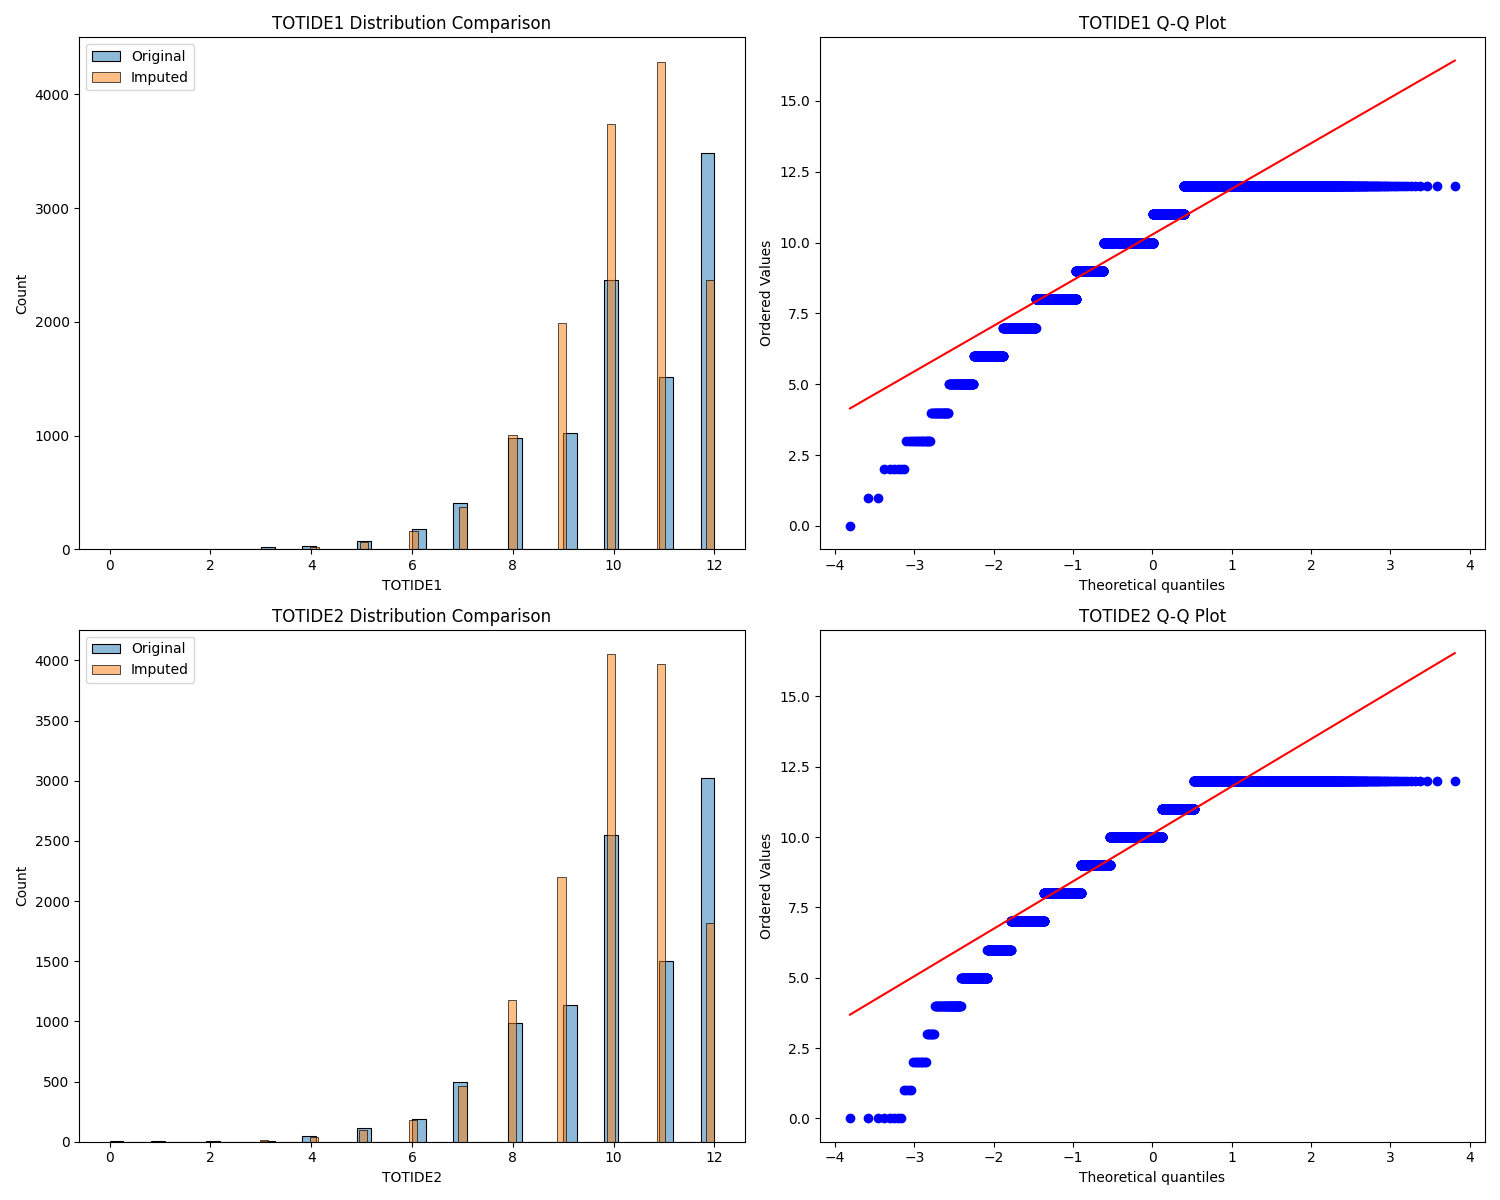 TOTIDE1 Distribution Comparison
Original
Imputed
4000
3000
2000
1000
0
Count
0 2 4 6 8 10 12
TOTIDE1
TOTIDE1 Q-Q Plot
15.0
12.5
10.0
7.5
5.0
2.5
0.0
Ordered Values
−4 −3 −2 −1 0 1 2 3 4
Theoretical quantiles
TOTIDE2 Distribution Comparison
Original
Imputed
4000
3500
3000
2500
2000
1500
1000
500
0
Count
0 2 4 6 8 10 12
TOTIDE2
TOTIDE2 Q-Q Plot
15.0
12.5
10.0
7.5
5.0
2.5
0.0
Ordered Values
−4 −3 −2 −1 0 1 2 3 4
Theoretical quantiles